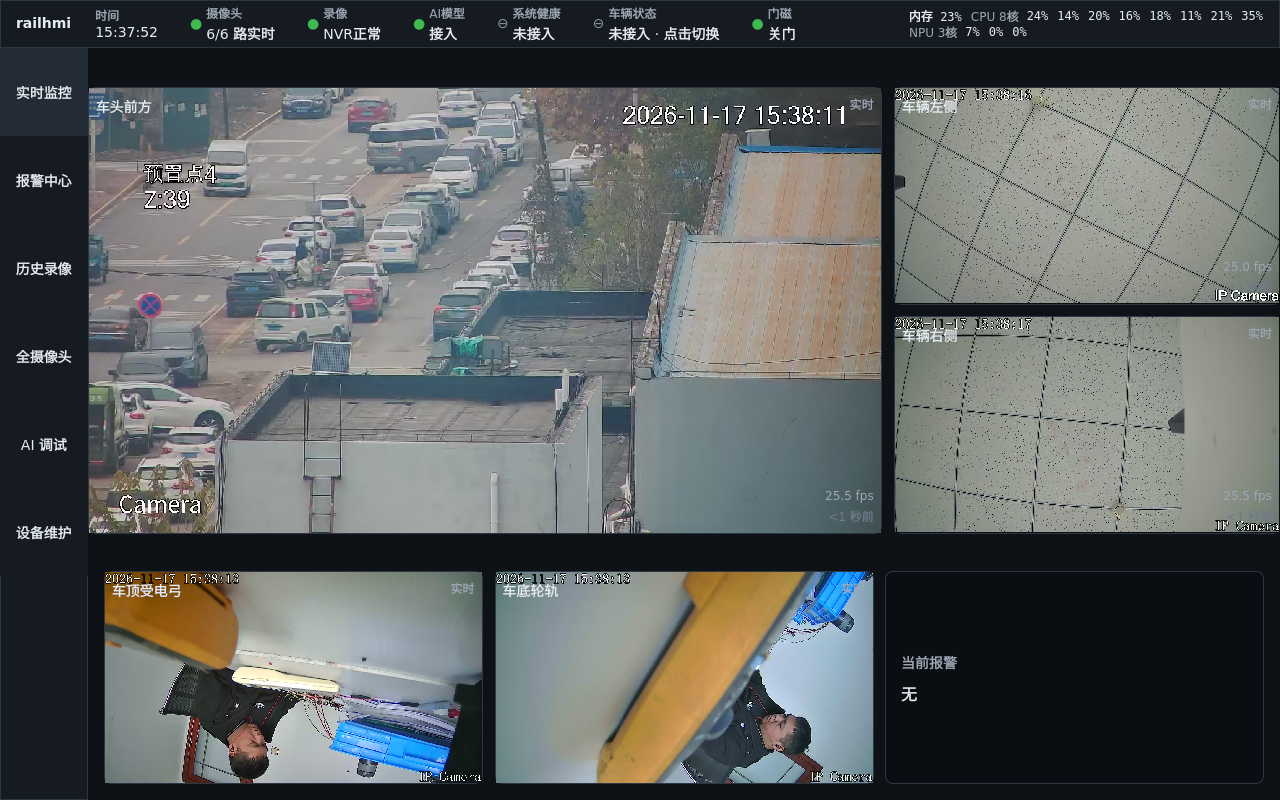 railhmi
时间
15:37:52
摄像头
6/6 路实时
录像
NVR正常
AI模型
接入
系统健康
未接入
车辆状态
未接入 · 点击切换
门磁
关门
内存 23% CPU 8核 24% 14% 20% 16% 18% 11% 21% 35%
NPU 3核 7% 0% 0%
实时监控
报警中心
历史录像
全摄像头
AI 调试
设备维护
车头前方
2026-11-17 15:38:11
实时
预置点4
Z:39
Camera
25.5 fps
<1 秒前
车辆左侧
实时
25.0 fps
IP Camera
2026-11-17 15:38:17
车辆右侧
实时
25.5 fps
IP Camera
2026-11-17 15:38:13
车顶受电弓
实时
IP Camera
2026-11-17 15:38:13
车底轮轨
IP Camera
当前报警
无